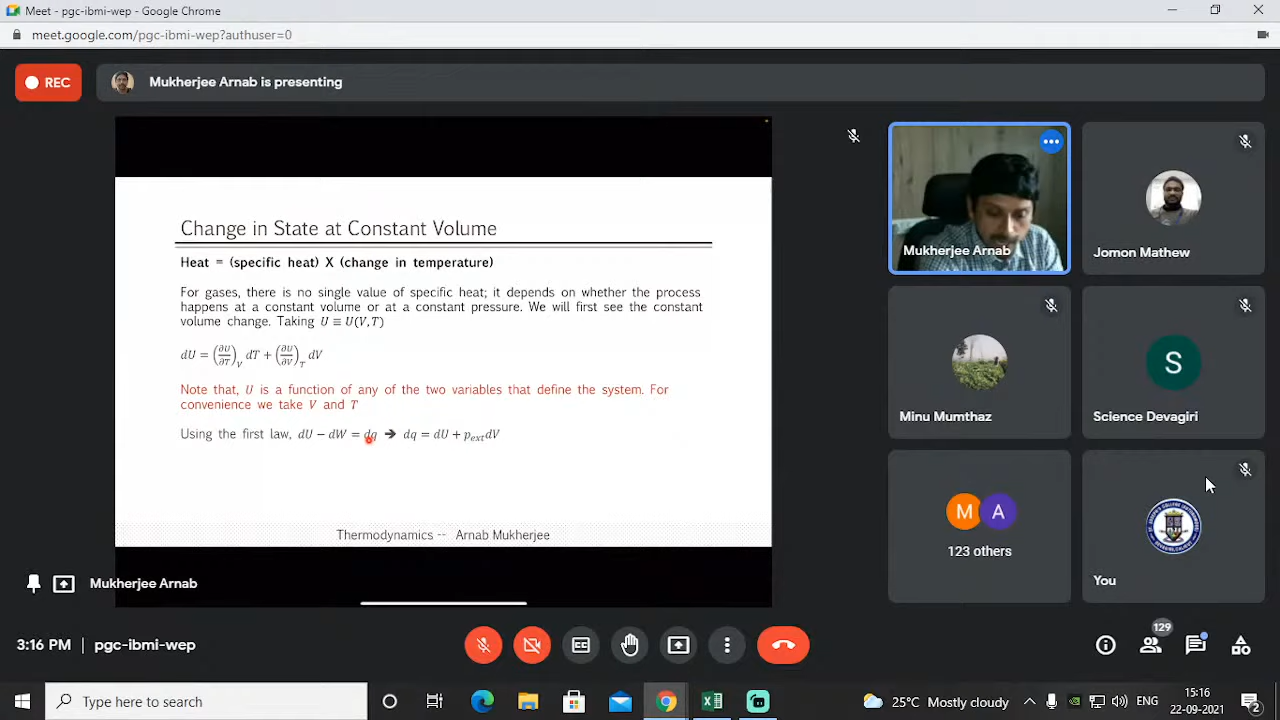 Meet - pgc-ibmi-wep - Google Chrome
meet.google.com/pgc-ibmi-wep?authuser=0
REC
Mukherjee Arnab is presenting
Change in State at Constant Volume
Heat = (specific heat) X (change in temperature)
For gases, there is no single value of specific heat; it depends on whether the process
happens at a constant volume or at a constant pressure. We will first see the constant
volume change. Taking U ≡ U(V,T)
dU = (∂U/∂T)_V dT + (∂U/∂V)_T dV
Note that, U is a function of any of the two variables that define the system. For
convenience we take V and T
Using the first law, dU − dW = dq ➔ dq = dU + p_ext dV
Thermodynamics -- Arnab Mukherjee
Mukherjee Arnab
Mukherjee Arnab
Jomon Mathew
Minu Mumthaz
S
Science Devagiri
M A
123 others
You
3:16 PM | pgc-ibmi-wep
129
Type here to search
25°C Mostly cloudy
ENG
15:16
22-09-2021
2